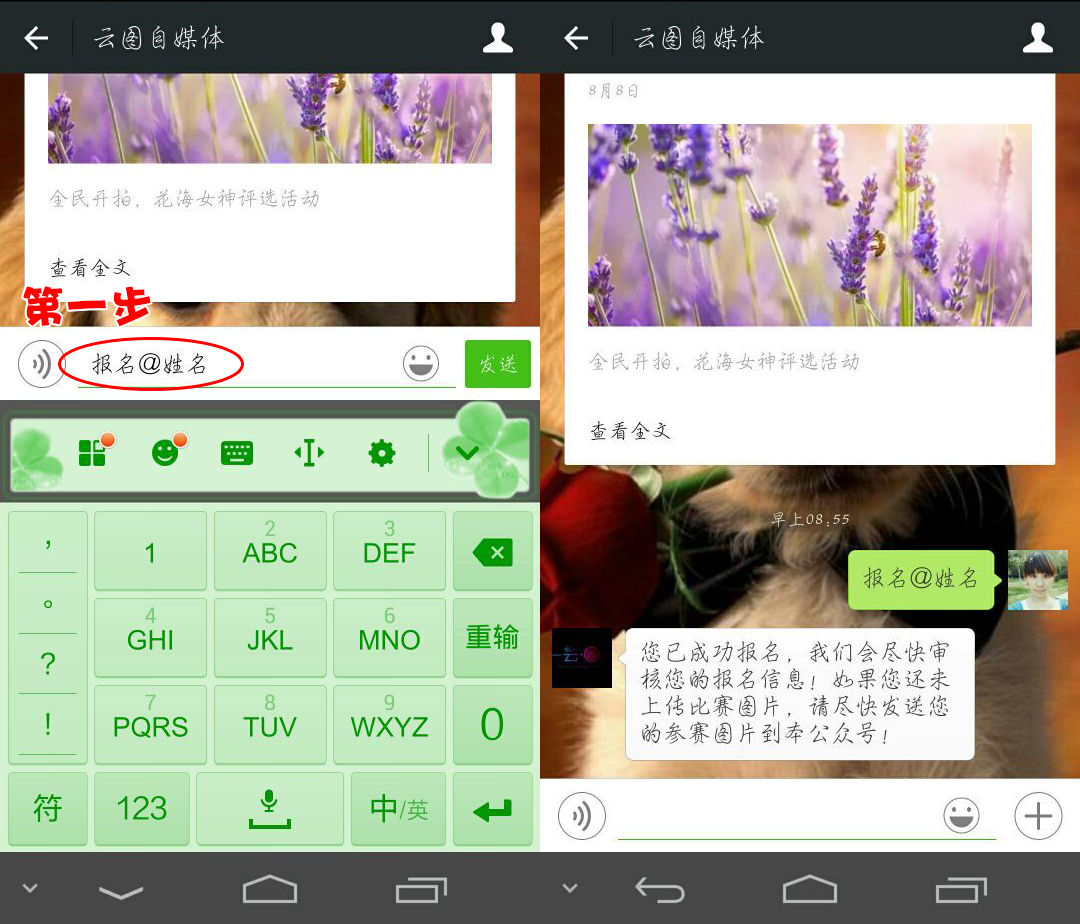 云图自媒体
全民开拍，花海女神评选活动
查看全文
第一步
报名@姓名
发送
，
。
?
!
1
2
ABC
3
DEF
4
GHI
5
JKL
6
MNO
重输
7
PQRS
8
TUV
9
WXYZ
0
符
123
中/英
云图自媒体
8月8日
全民开拍，花海女神评选活动
查看全文
早上08:55
报名@姓名
您已成功报名，我们会尽快审
核您的报名信息！如果您还未
上传比赛图片，请尽快发送您
的参赛图片到本公众号！